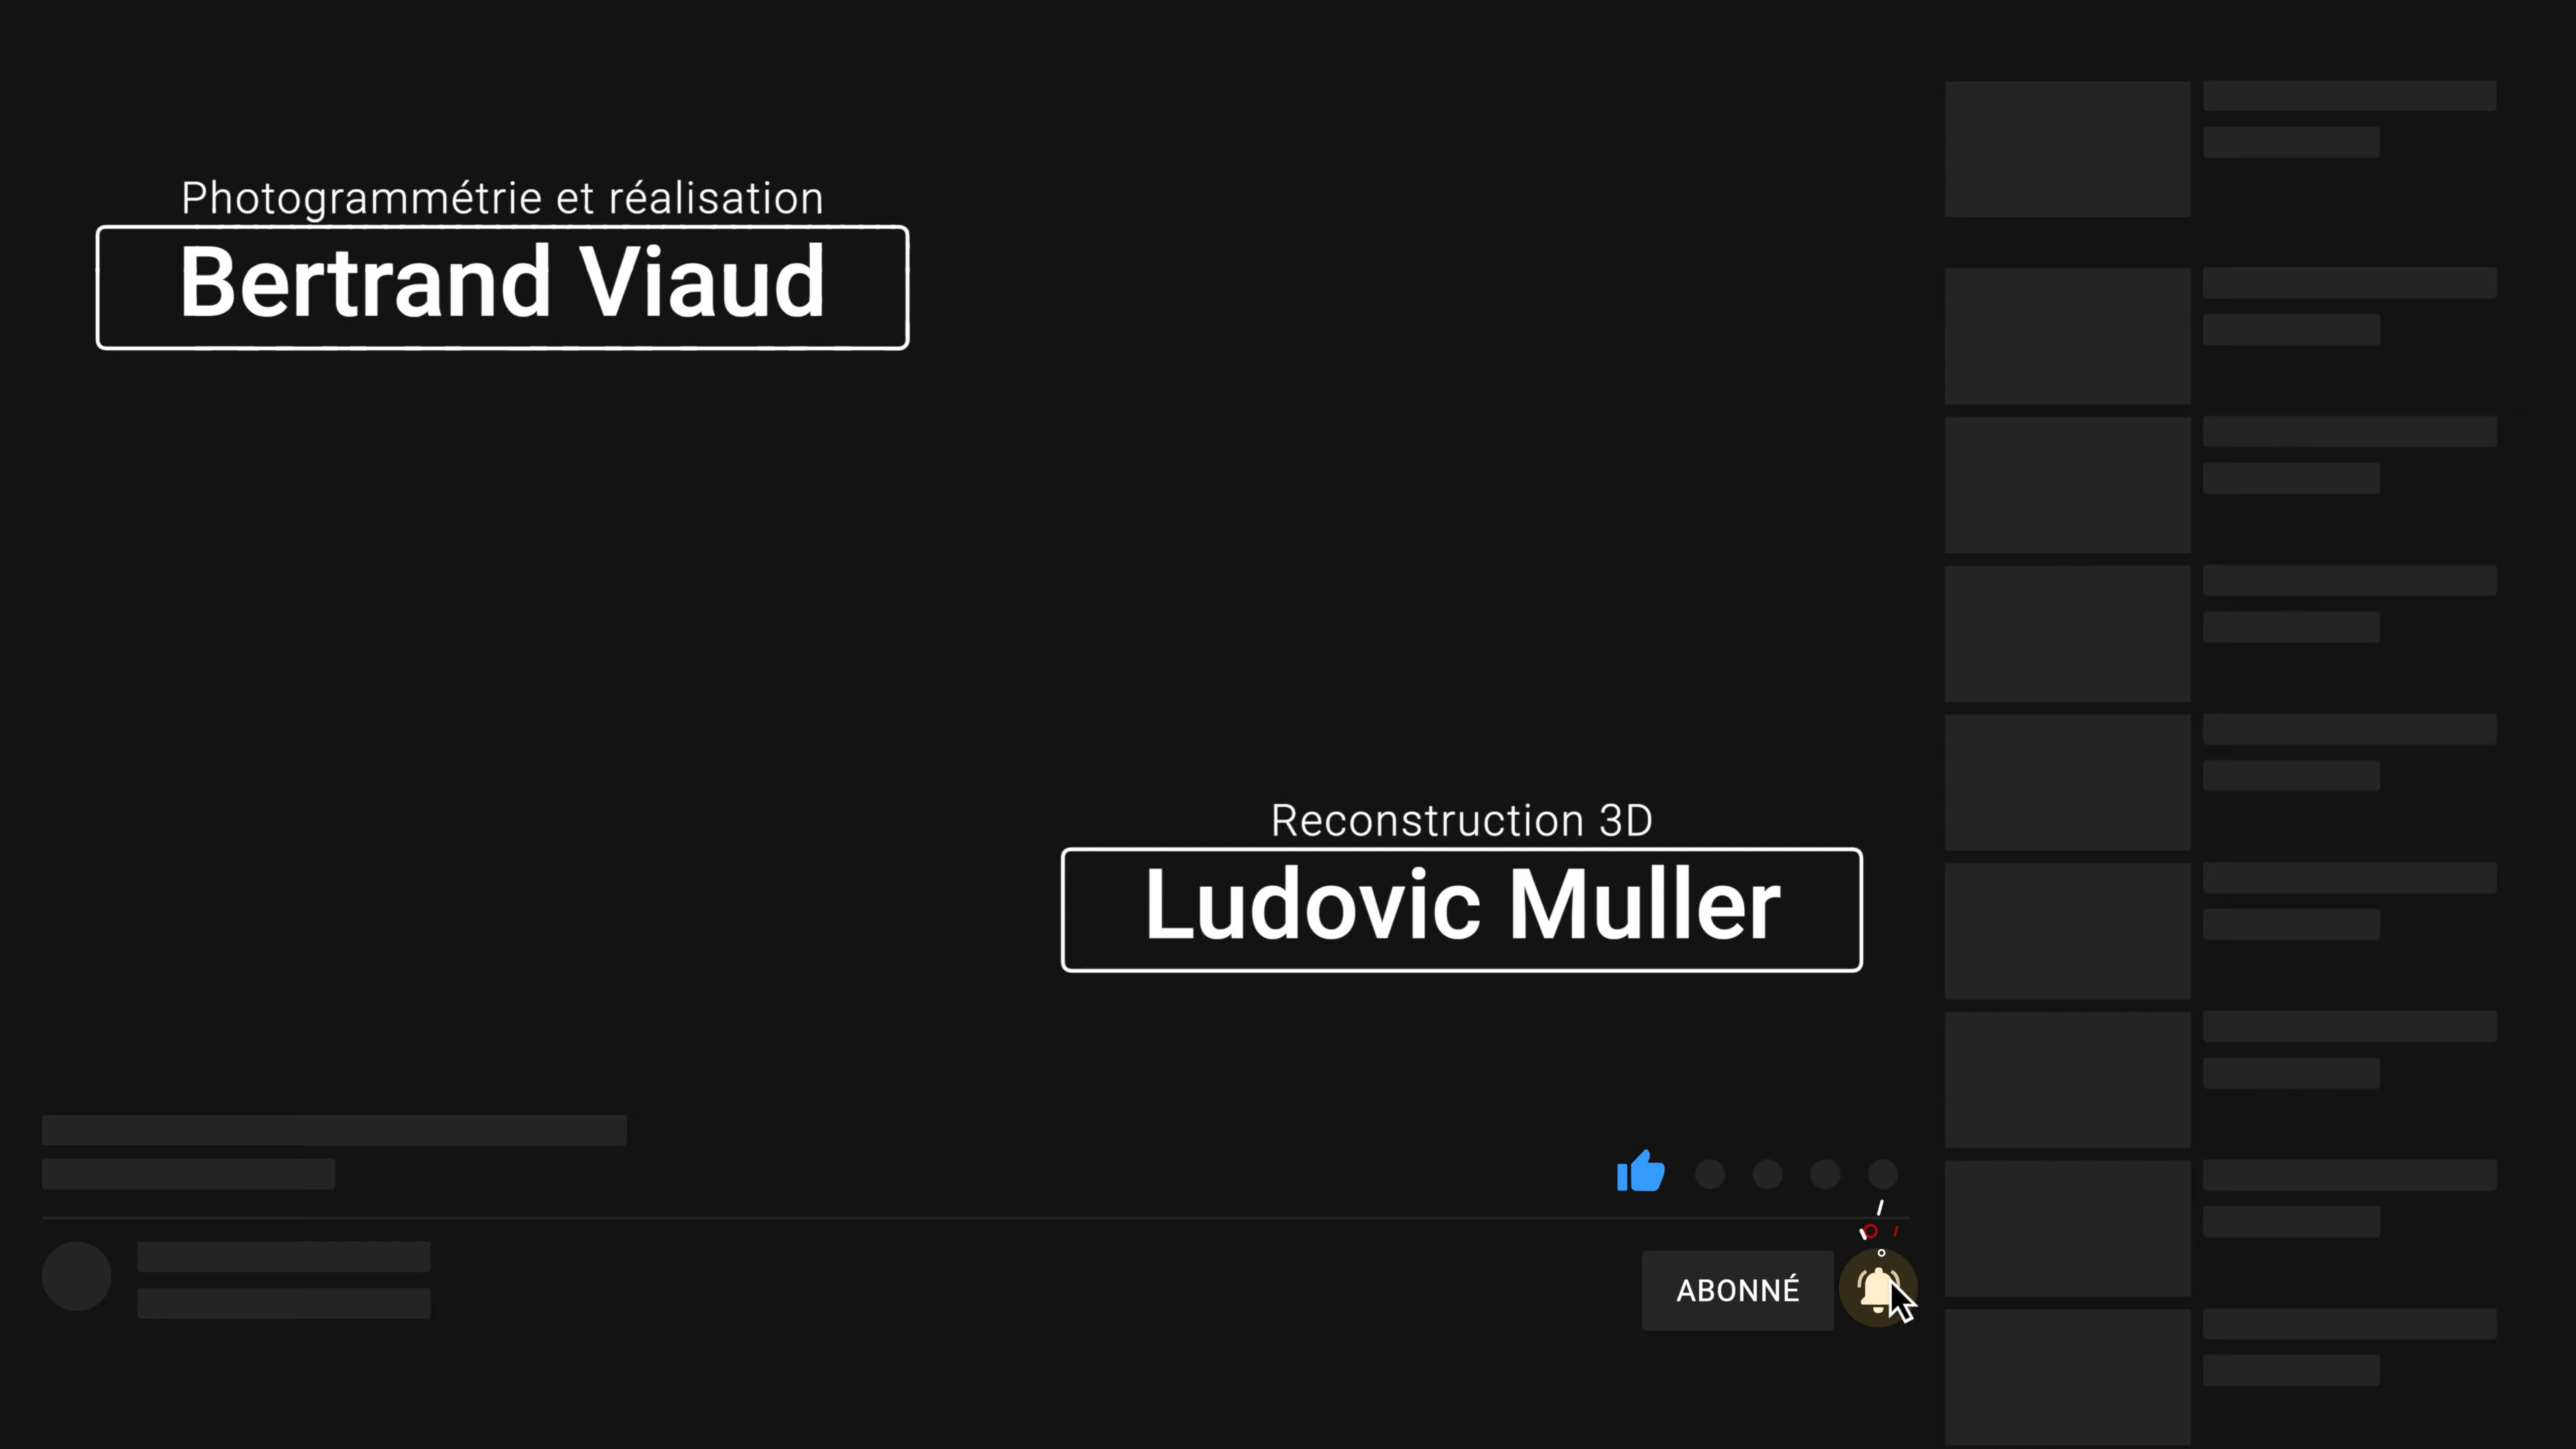 Photogrammétrie et réalisation
Bertrand Viaud
Reconstruction 3D
Ludovic Muller
ABONNÉ